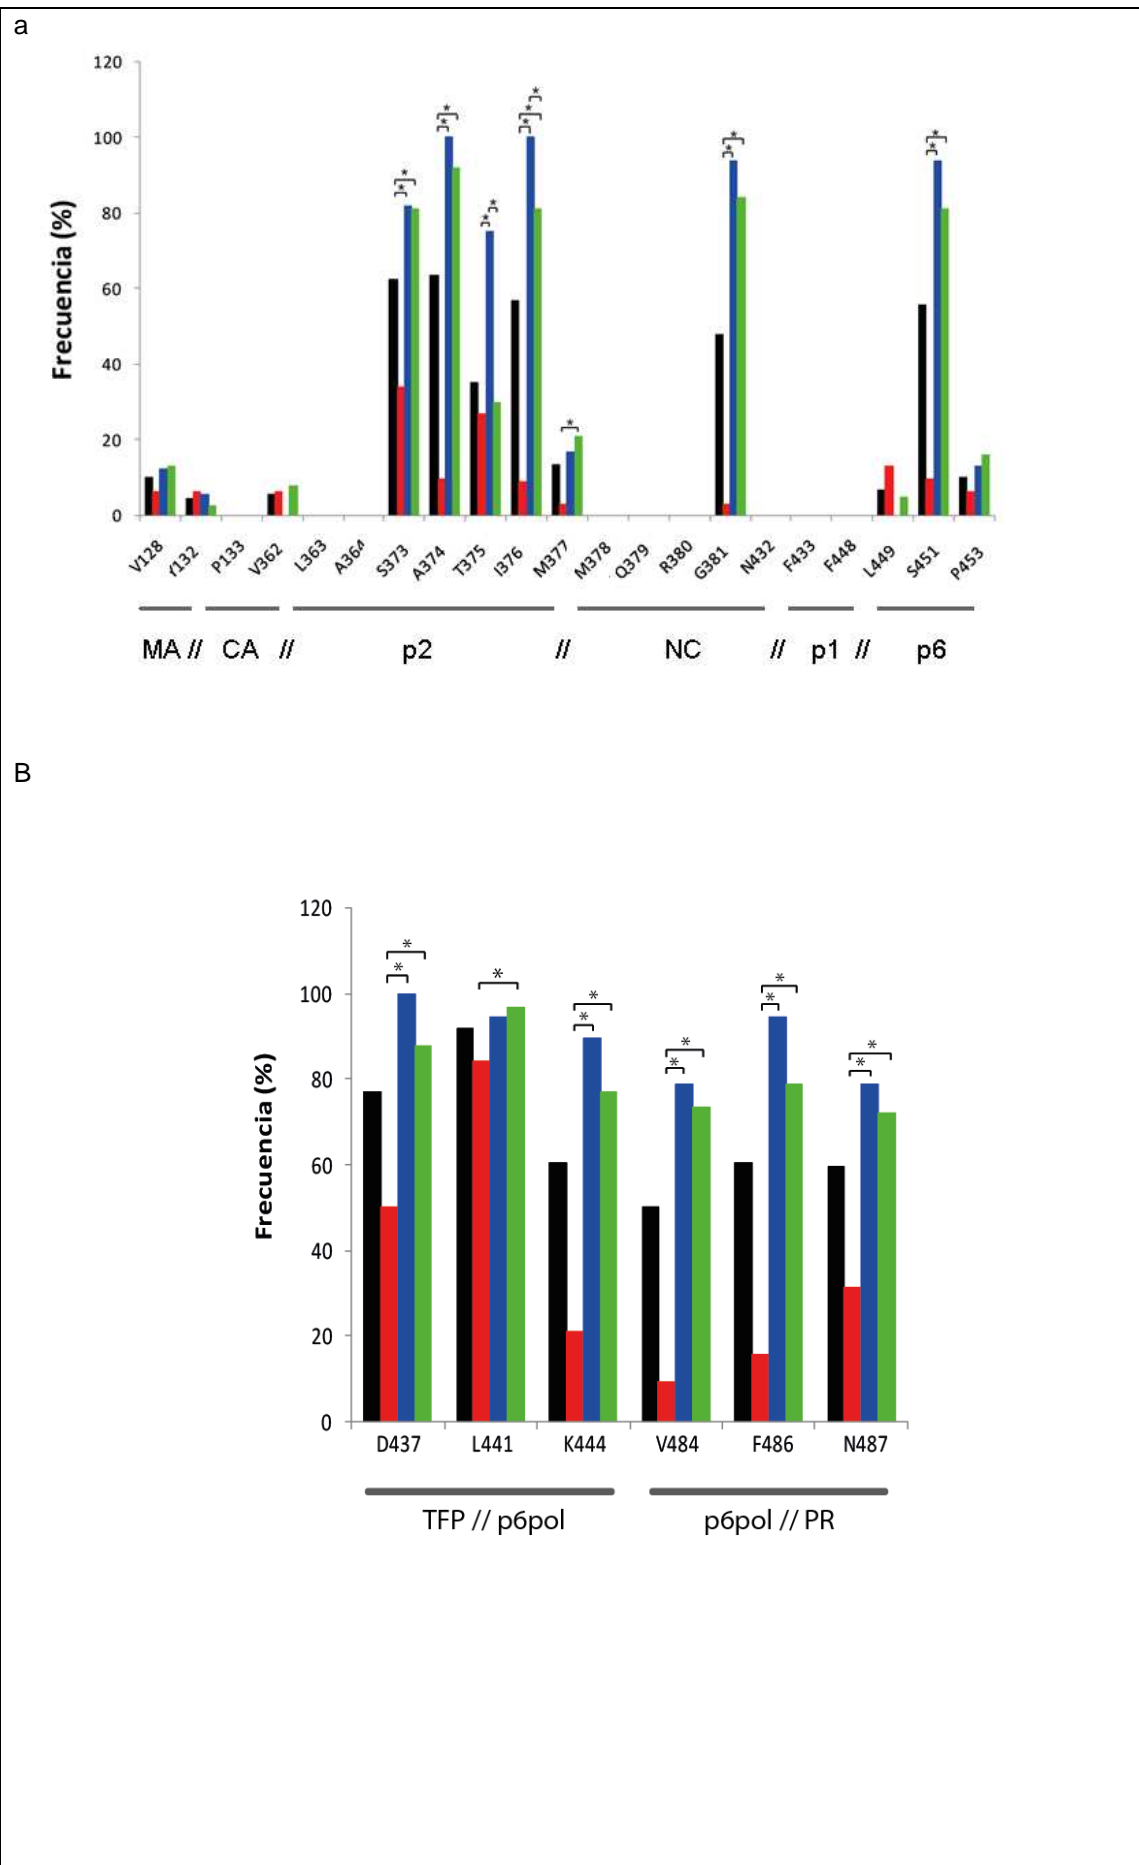 a
120
100
80
60
40
20
0
Frecuencia (%)
* * * * * * * * * * * * * *
V128 r132 P133 V362 L363 A364 S373 A374 T375 I376 M377 M378 Q379 R380 G381 N432 F433 F448 L449 S451 P453
MA // CA // p2 // NC // p1 // p6
B
120
100
80
60
40
20
0
Frecuencia (%)
* * * * * * * * * * *
D437 L441 K444 V484 F486 N487
TFP // p6pol p6pol // PR